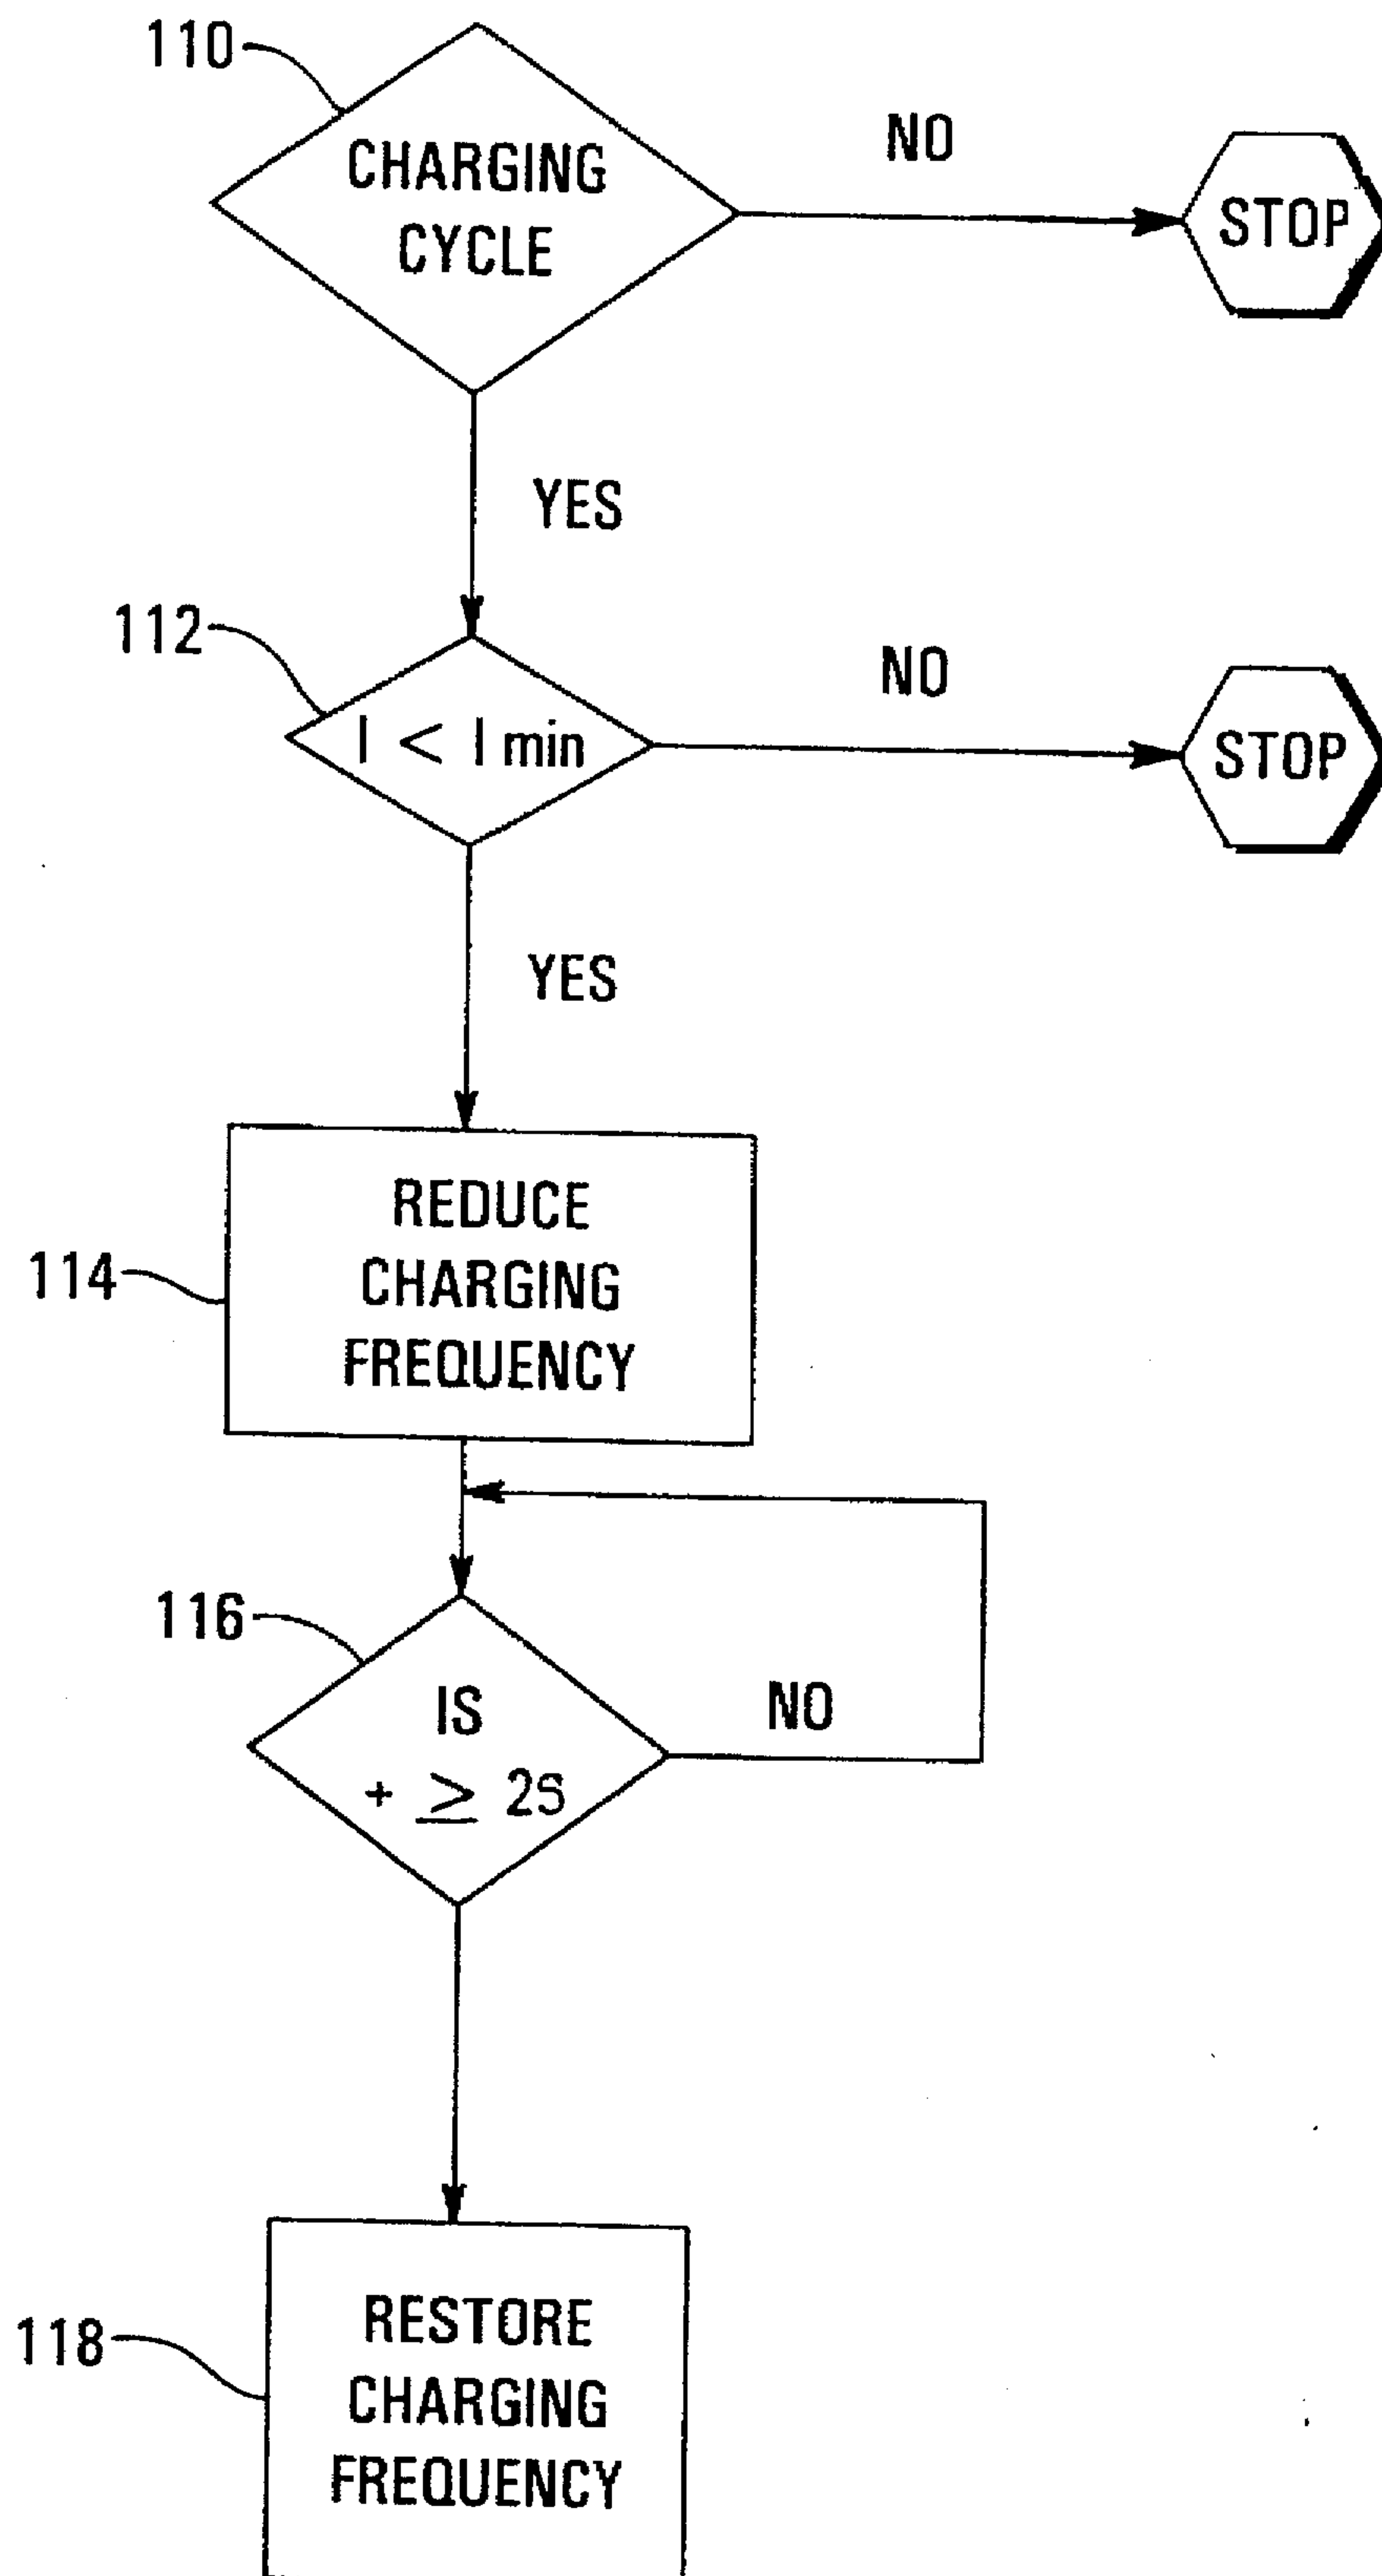 110
CHARGING
CYCLE
NO
STOP
YES
112
I < I min
NO
STOP
YES
114
REDUCE
CHARGING
FREQUENCY
116
IS
+ ≥ 2S
NO
118
RESTORE
CHARGING
FREQUENCY